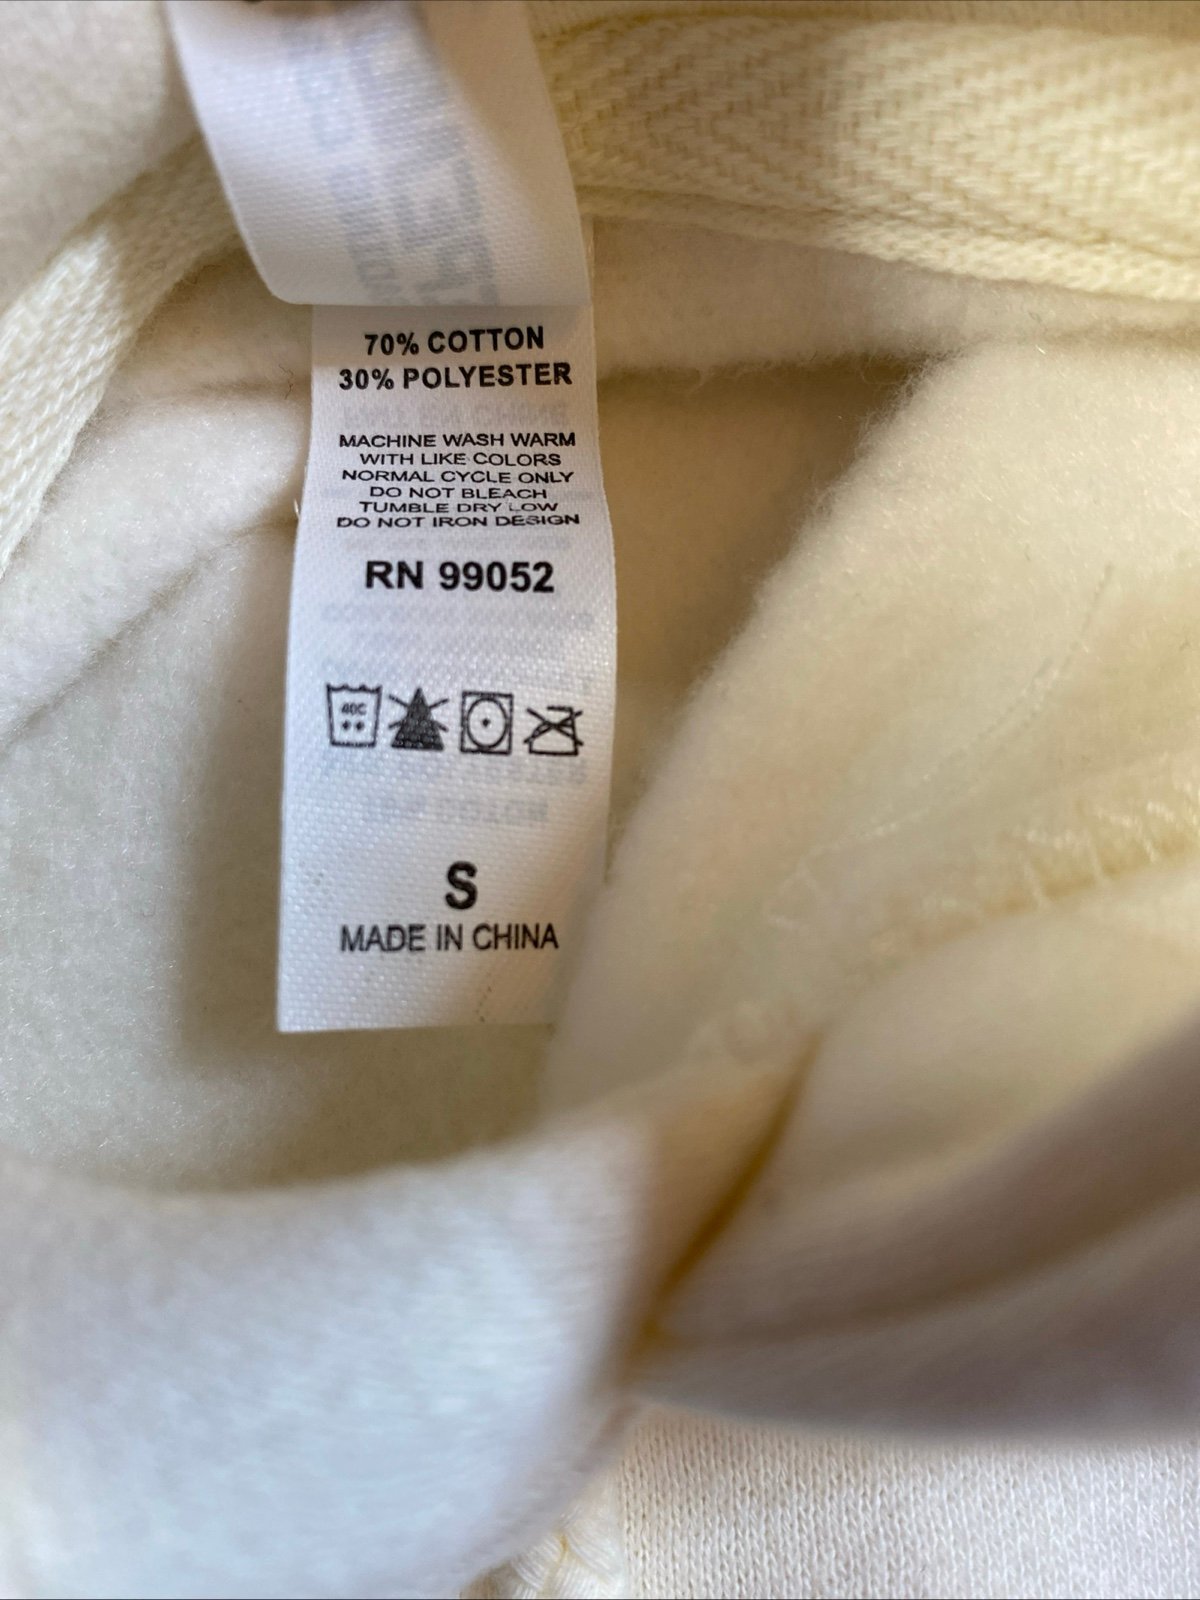 70% COTTON
30% POLYESTER
MACHINE WASH WARM
WITH LIKE COLORS
NORMAL CYCLE ONLY
DO NOT BLEACH
TUMBLE DRY LOW
DO NOT IRON DESIGN
RN 99052
40C
S
MADE IN CHINA